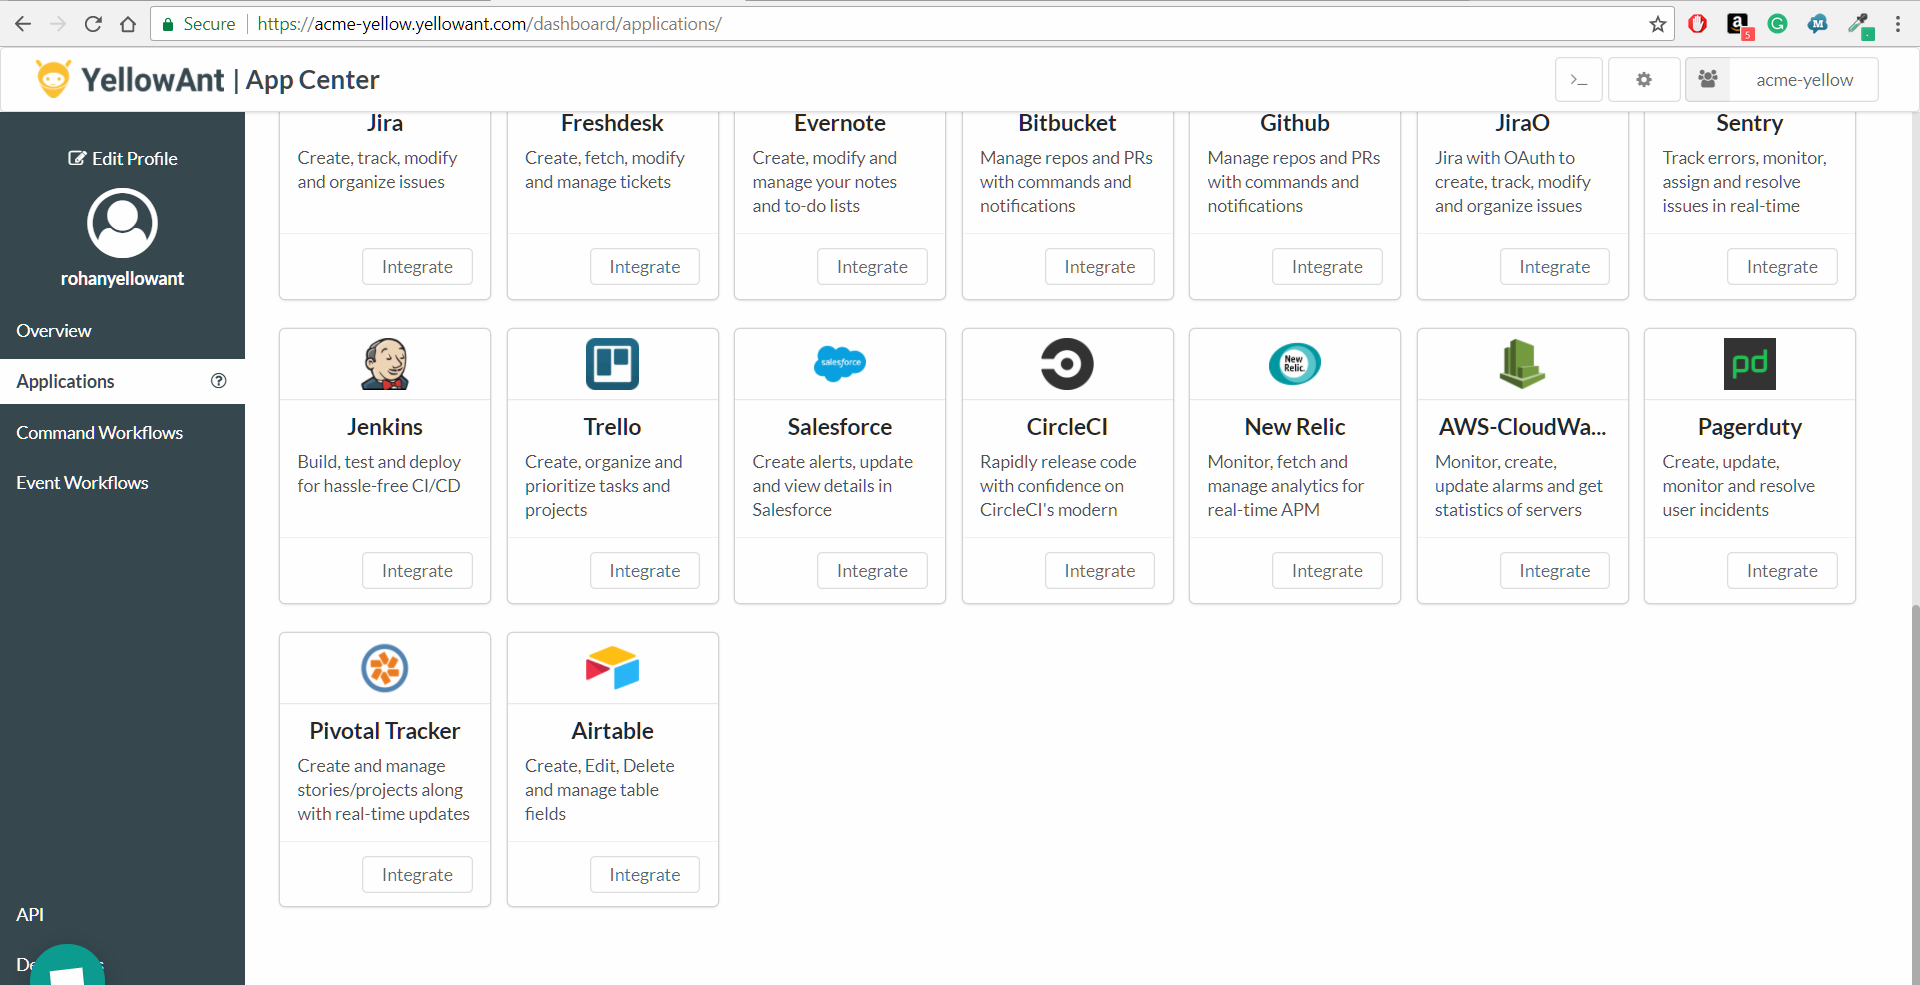 Secure https://acme-yellow.yellowant.com/dashboard/applications/
5
YellowAnt | App Center
>_
acme-yellow
Edit Profile
rohanyellowant
Overview
Applications
Command Workflows
Event Workflows
API
Jira
Create, track, modify
and organize issues
Integrate
Freshdesk
Create, fetch, modify
and manage tickets
Integrate
Evernote
Create, modify and
manage your notes
and to-do lists
Integrate
Bitbucket
Manage repos and PRs
with commands and
notifications
Integrate
Github
Manage repos and PRs
with commands and
notifications
Integrate
JiraO
Jira with OAuth to
create, track, modify
and organize issues
Integrate
Sentry
Track errors, monitor,
assign and resolve
issues in real-time
Integrate
Jenkins
Build, test and deploy
for hassle-free CI/CD
Integrate
Trello
Create, organize and
prioritize tasks and
projects
Integrate
salesforce
Salesforce
Create alerts, update
and view details in
Salesforce
Integrate
CircleCI
Rapidly release code
with confidence on
CircleCI's modern
Integrate
New
Relic.
New Relic
Monitor, fetch and
manage analytics for
real-time APM
Integrate
AWS-CloudWa...
Monitor, create,
update alarms and get
statistics of servers
Integrate
pd
Pagerduty
Create, update,
monitor and resolve
user incidents
Integrate
Pivotal Tracker
Create and manage
stories/projects along
with real-time updates
Integrate
Airtable
Create, Edit, Delete
and manage table
fields
Integrate